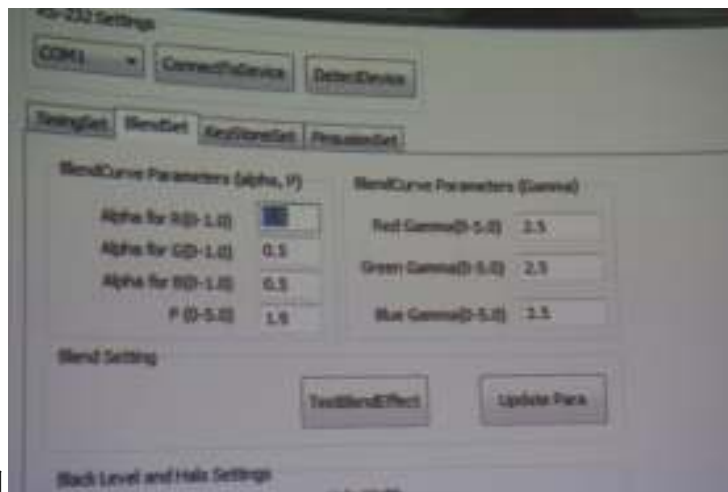 RS-232 Settings
COM1 ConnectToDevice DetectDevice
TimingSet BlendSet KeyStoneSet
BlendCurve Parameters (alpha, P) BlendCurve Parameters (Gamma)
Alpha for R(0-1.0) Red Gamma(0-5.0) 2.5
Alpha for G(0-1.0) 0.5 Green Gamma(0-5.0) 2.5
Alpha for B(0-1.0) 0.5 Blue Gamma(0-5.0) 2.5
P (0-5.0)
Blend Setting
TestBlendEffect Update Para
Black Level and Halo Settings